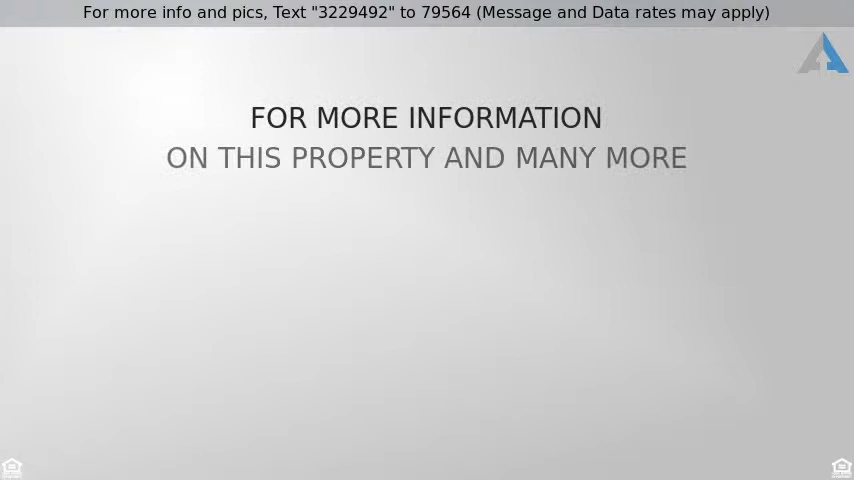 For more info and pics, Text "3229492" to 79564 (Message and Data rates may apply)
FOR MORE INFORMATION
ON THIS PROPERTY AND MANY MORE